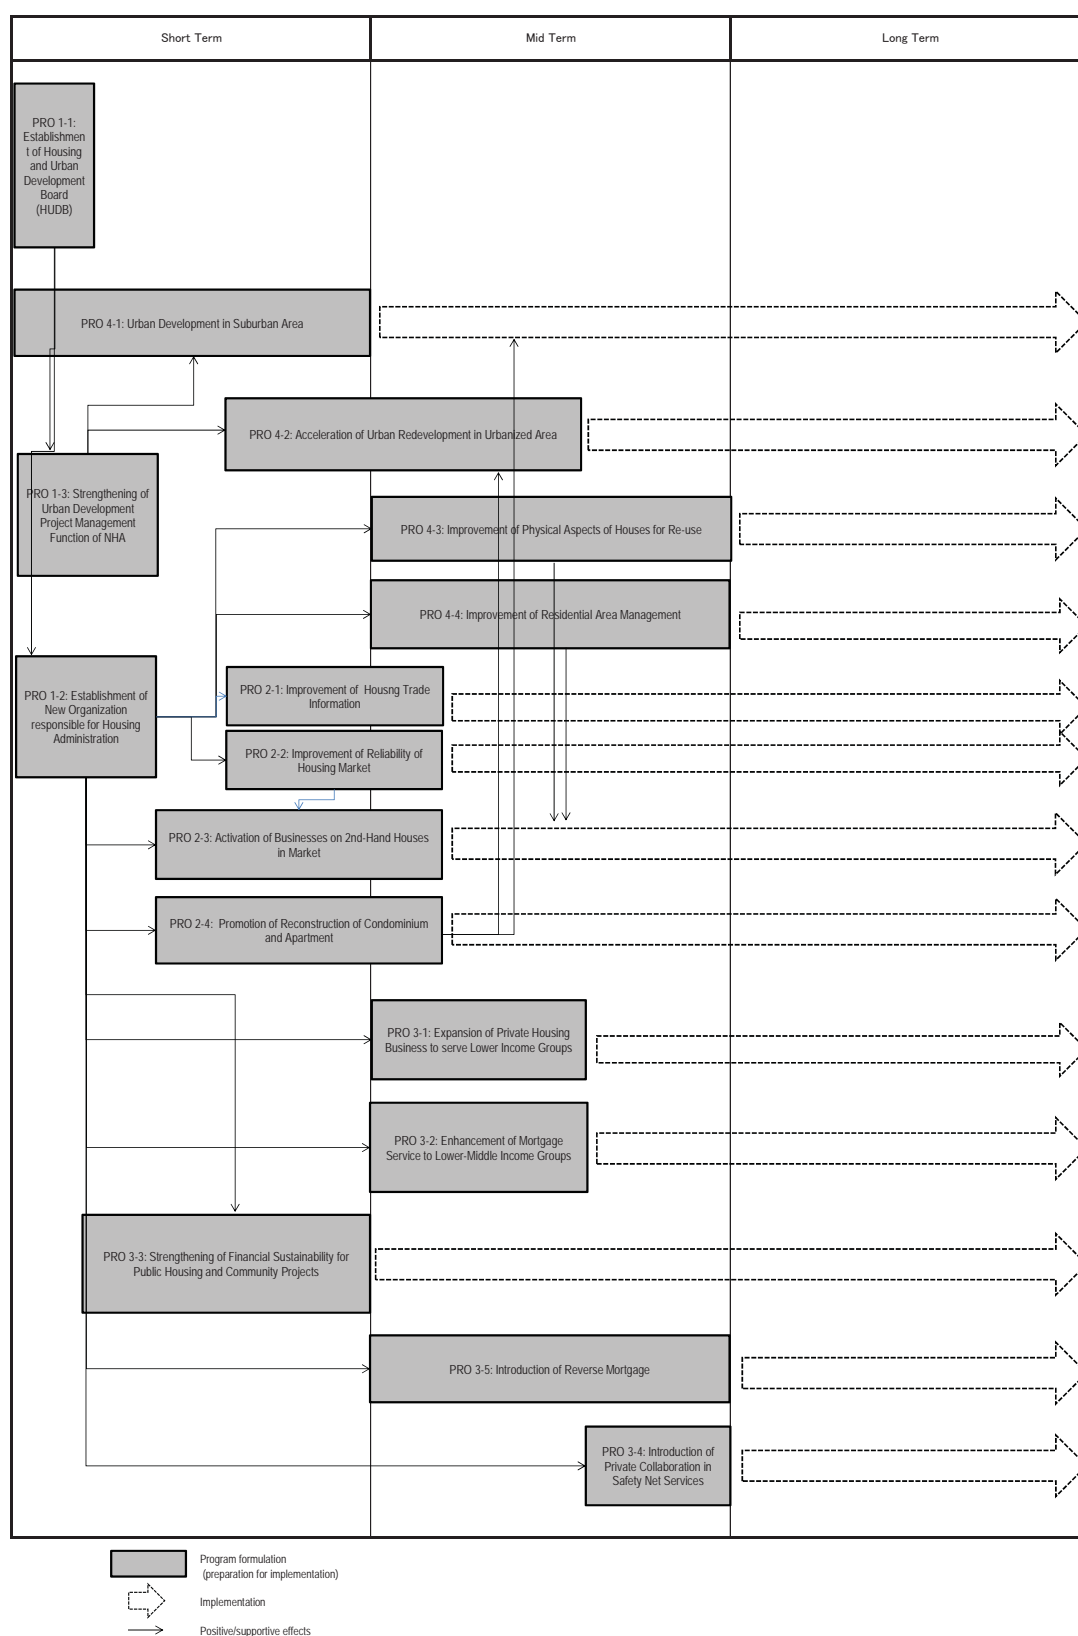 Short Term
Mid Term
Long Term
PRO 1-1:
Establishmen
t of Housing
and Urban
Development
Board
(HUDB)
PRO 4-1: Urban Development in Suburban Area
PRO 4-2: Acceleration of Urban Redevelopment in Urbanized Area
PRO 1-3: Strengthening of
Urban Development
Project Management
Function of NHA
PRO 4-3: Improvement of Physical Aspects of Houses for Re-use
PRO 4-4: Improvement of Residential Area Management
PRO 1-2: Establishment of
New Organization
responsible for Housing
Administration
PRO 2-1: Improvement of Housng Trade
Information
PRO 2-2: Improvement of Reliability of
Housing Market
PRO 2-3: Activation of Businesses on 2nd-Hand Houses
in Market
PRO 2-4: Promotion of Reconstruction of Condominium
and Apartment
PRO 3-1: Expansion of Private Housing
Business to serve Lower Income Groups
PRO 3-2: Enhancement of Mortgage
Service to Lower-Middle Income Groups
PRO 3-3: Strengthening of Financial Sustainability for
Public Housing and Community Projects
PRO 3-5: Introduction of Reverse Mortgage
PRO 3-4: Introduction of
Private Collaboration in
Safety Net Services
Program formulation
(preparation for implementation)
Implementation
Positive/supportive effects